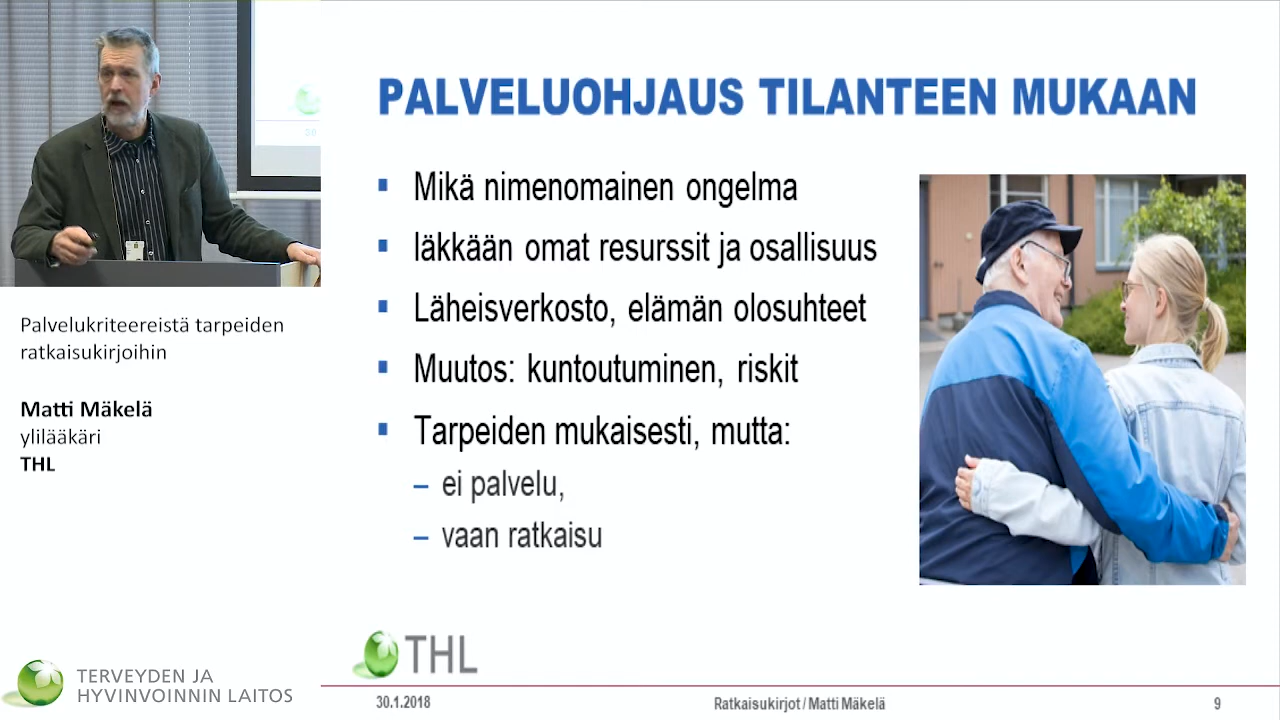 PALVELUOHJAUS TILANTEEN MUKAAN
Mikä nimenomainen ongelma
Iäkkään omat resurssit ja osallisuus
Läheisverkosto, elämän olosuhteet
Muutos: kuntoutuminen, riskit
Tarpeiden mukaisesti, mutta:
– ei palvelu,
– vaan ratkaisu
Palvelukriteereistä tarpeiden
ratkaisukirjoihin
Matti Mäkelä
ylilääkäri
THL
TERVEYDEN JA
HYVINVOINNIN LAITOS
THL
30.1.2018
Ratkaisukirjot / Matti Mäkelä
9